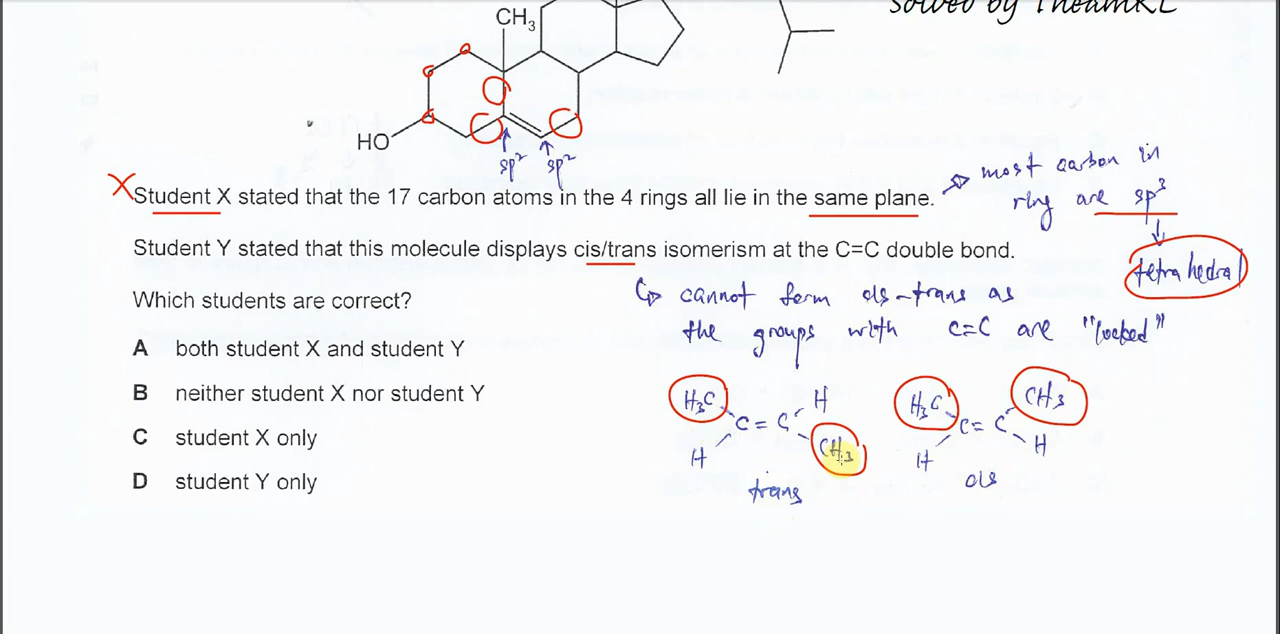 solved by TheAMKL
CH3
HO
sp2 sp2
Student X stated that the 17 carbon atoms in the 4 rings all lie in the same plane.
most carbon in
ring are sp3
tetrahedral
Student Y stated that this molecule displays cis/trans isomerism at the C=C double bond.
cannot form cis-trans as
the groups with C=C are "locked"
Which students are correct?
A both student X and student Y
B neither student X nor student Y
C student X only
D student Y only
H3C H
C = C
H CH3
trans
H3C CH3
C = C
H H
cis